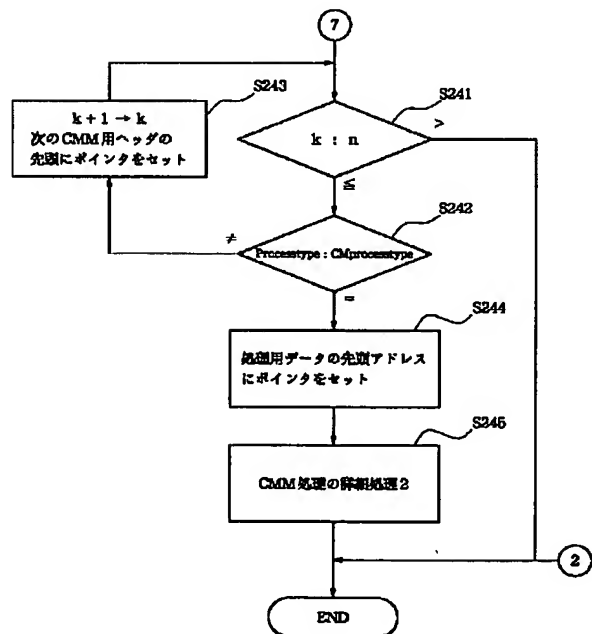 7
S243
k + 1 → k
次のCMM用ヘッダの
先頭にポインタをセット
S241
k : n
>
≦
S242
Processtype : CMprocesstype
≠
=
S244
処理用データの先頭アドレス
にポインタをセット
S245
CMM処理の詳細処理2
2
END